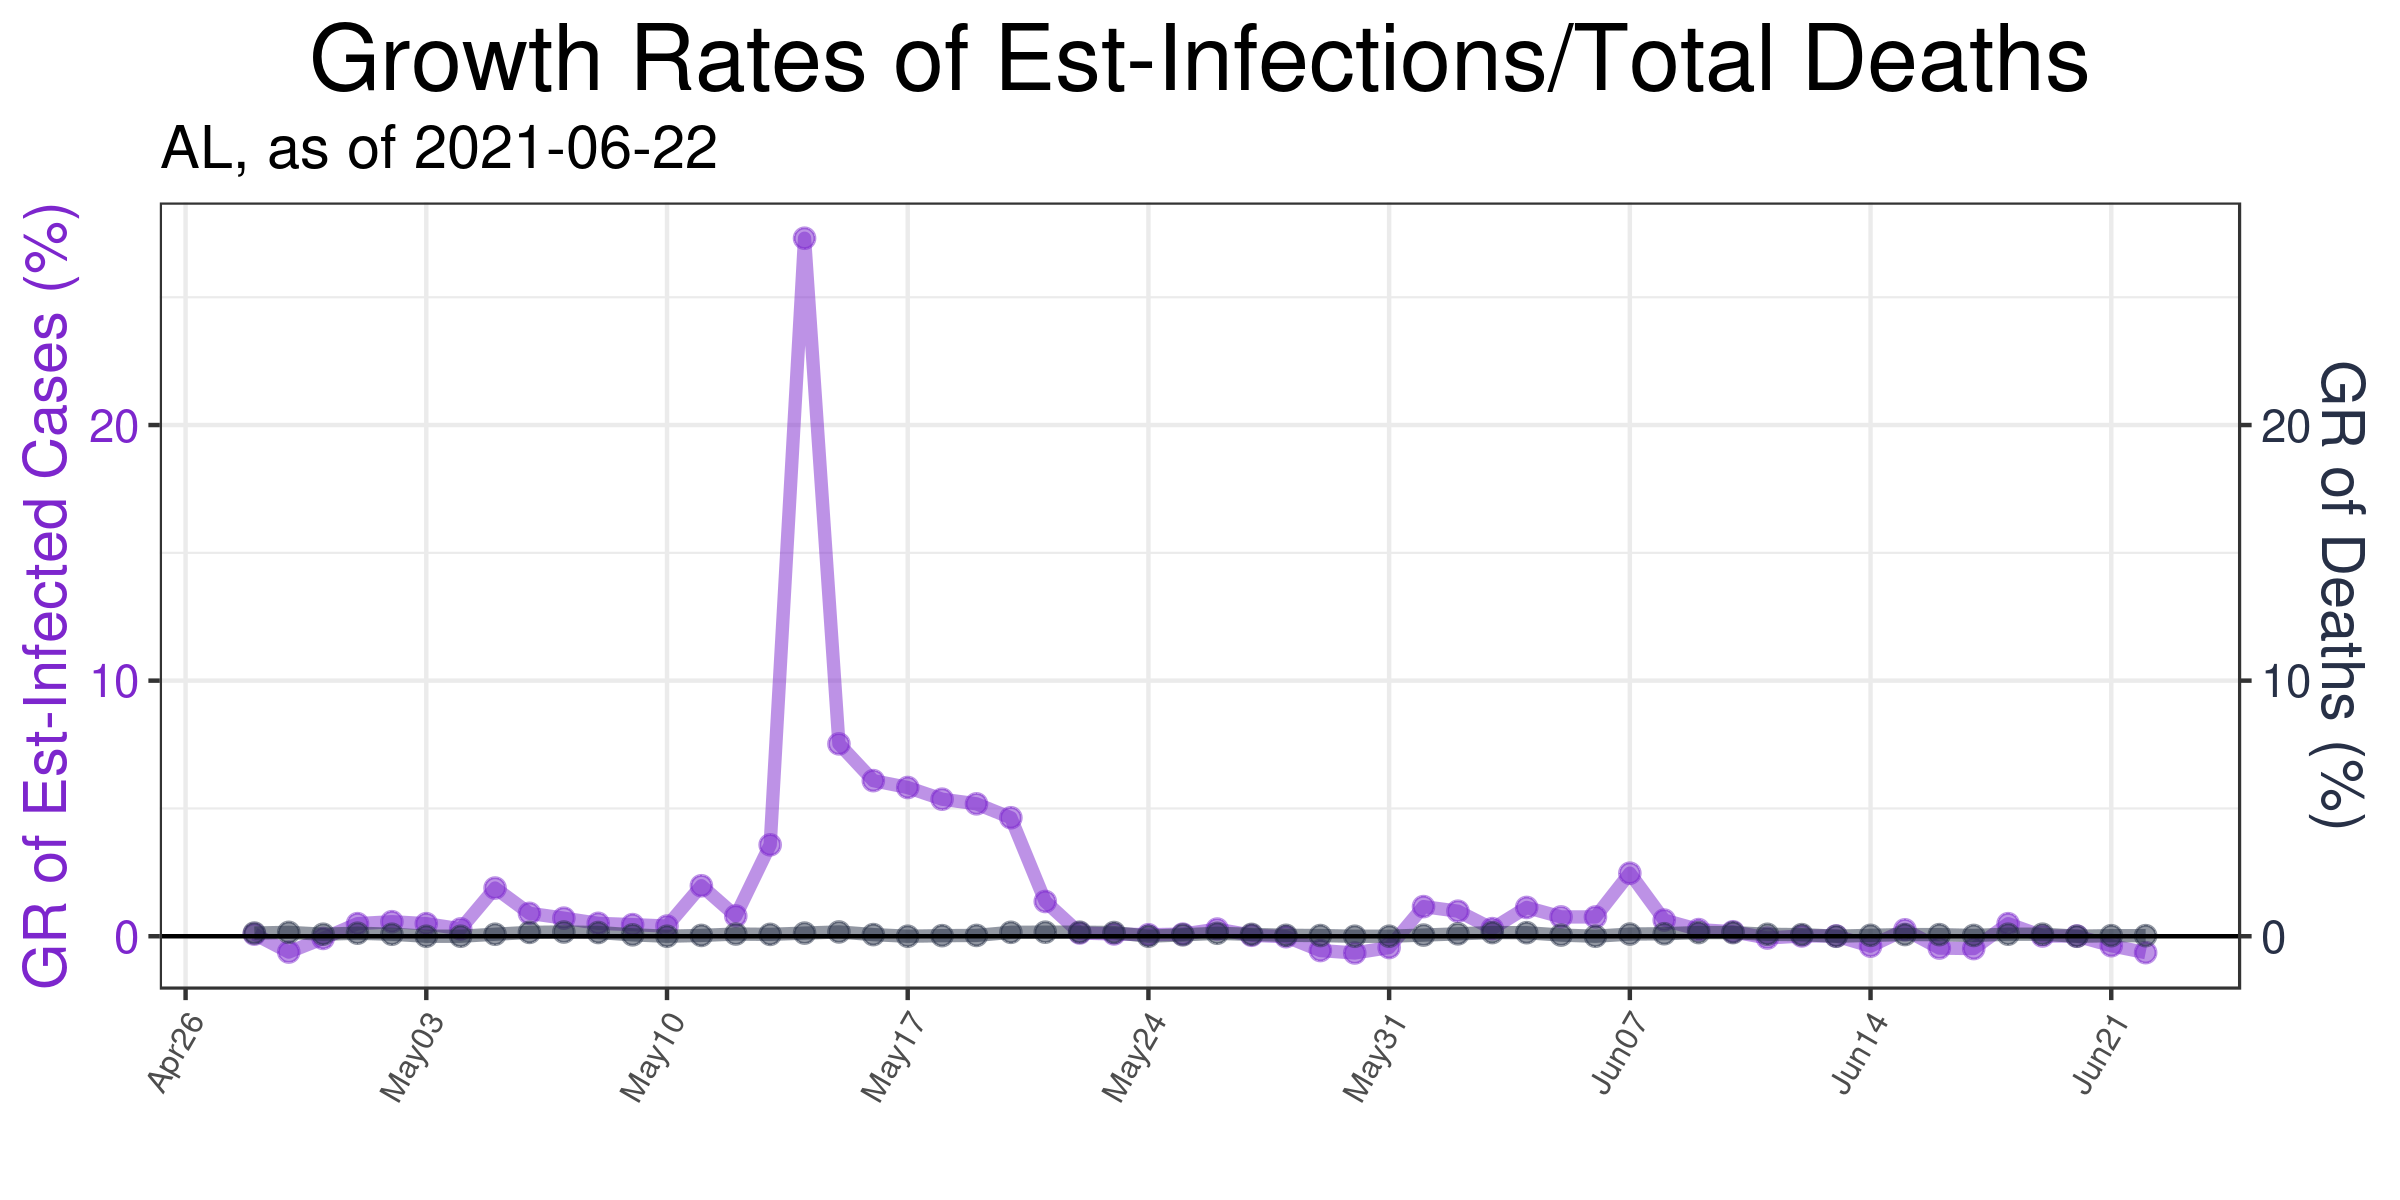 Growth Rates of Est-Infections/Total Deaths
AL, as of 2021-06-22
GR of Est-Infected Cases (%)
20
10
0
20
10
0
GR of Deaths (%)
Apr26
May03
May10
May17
May24
May31
Jun07
Jun14
Jun21